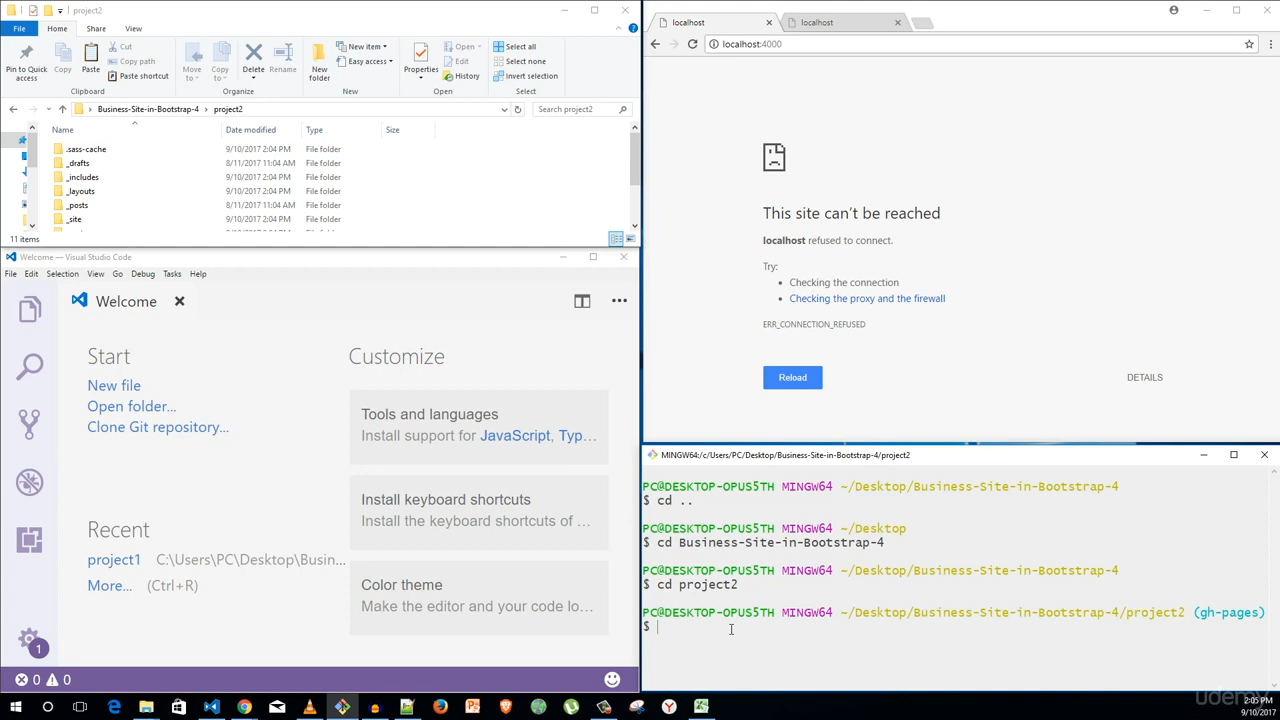 project2
File Home Share View
Pin to Quick access
Copy
Paste
Cut
Copy path
Paste shortcut
Move to
Copy to
Delete
Rename
New folder
New item
Easy access
Properties
Open
Edit
History
Select all
Select none
Invert selection
Clipboard Organize New Open Select
Business-Site-in-Bootstrap-4 project2
Search project2
Name Date modified Type Size
.sass-cache 9/10/2017 2:04 PM File folder
_drafts 8/11/2017 11:04 AM File folder
_includes 9/10/2017 2:04 PM File folder
_layouts 9/10/2017 2:04 PM File folder
_posts 8/11/2017 11:04 AM File folder
_site 9/10/2017 2:04 PM File folder
11 items
localhost localhost
localhost:4000
This site can't be reached
localhost refused to connect.
Try:
Checking the connection
Checking the proxy and the firewall
ERR_CONNECTION_REFUSED
Reload DETAILS
Welcome — Visual Studio Code
File Edit Selection View Go Debug Tasks Help
Welcome
Start
New file
Open folder...
Clone Git repository...
Recent
project1 C:\Users\PC\Desktop\Busin...
More... (Ctrl+R)
Customize
Tools and languages
Install support for JavaScript, Typ...
Install keyboard shortcuts
Install the keyboard shortcuts of ...
Color theme
Make the editor and your code lo...
1
0 0
MINGW64:/c/Users/PC/Desktop/Business-Site-in-Bootstrap-4/project2
PC@DESKTOP-OPUS5TH MINGW64 ~/Desktop/Business-Site-in-Bootstrap-4
$ cd ..
PC@DESKTOP-OPUS5TH MINGW64 ~/Desktop
$ cd Business-Site-in-Bootstrap-4
PC@DESKTOP-OPUS5TH MINGW64 ~/Desktop/Business-Site-in-Bootstrap-4
$ cd project2
PC@DESKTOP-OPUS5TH MINGW64 ~/Desktop/Business-Site-in-Bootstrap-4/project2 (gh-pages)
$
udemy
2:05 PM
9/10/2017